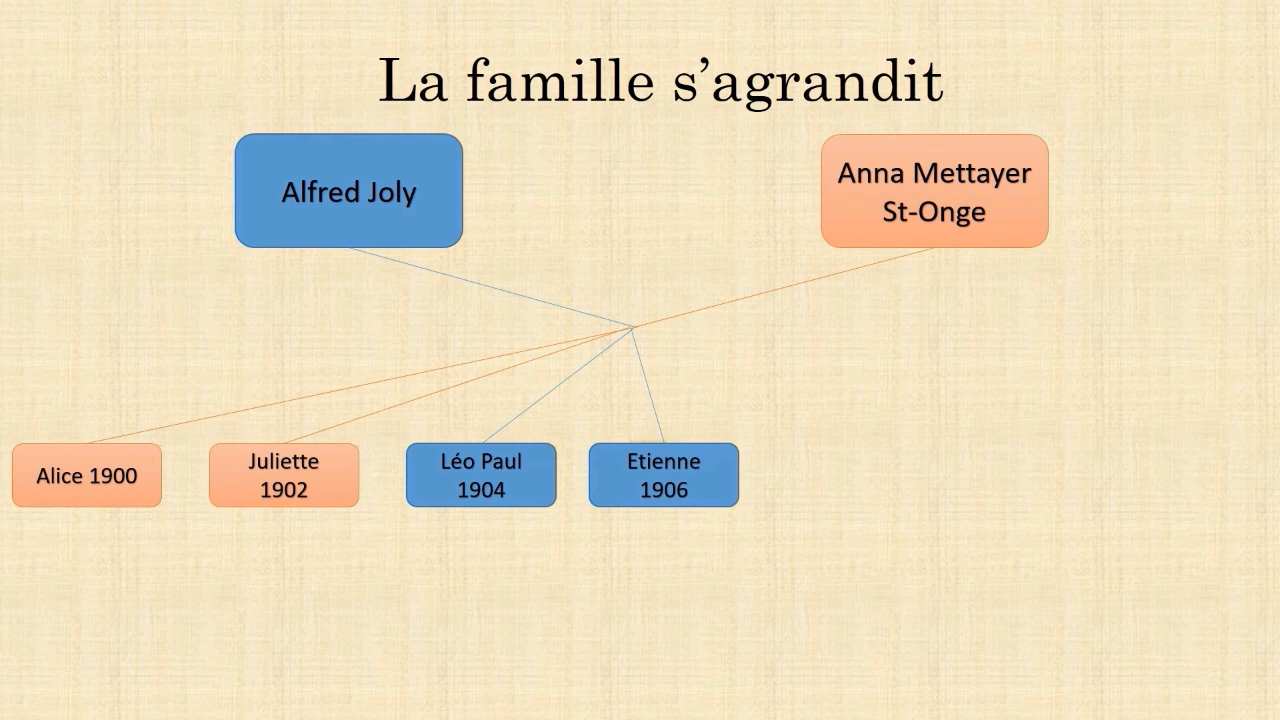 La famille s’agrandit
Alfred Joly
Anna Mettayer
St-Onge
Alice 1900
Juliette
1902
Léo Paul
1904
Etienne
1906